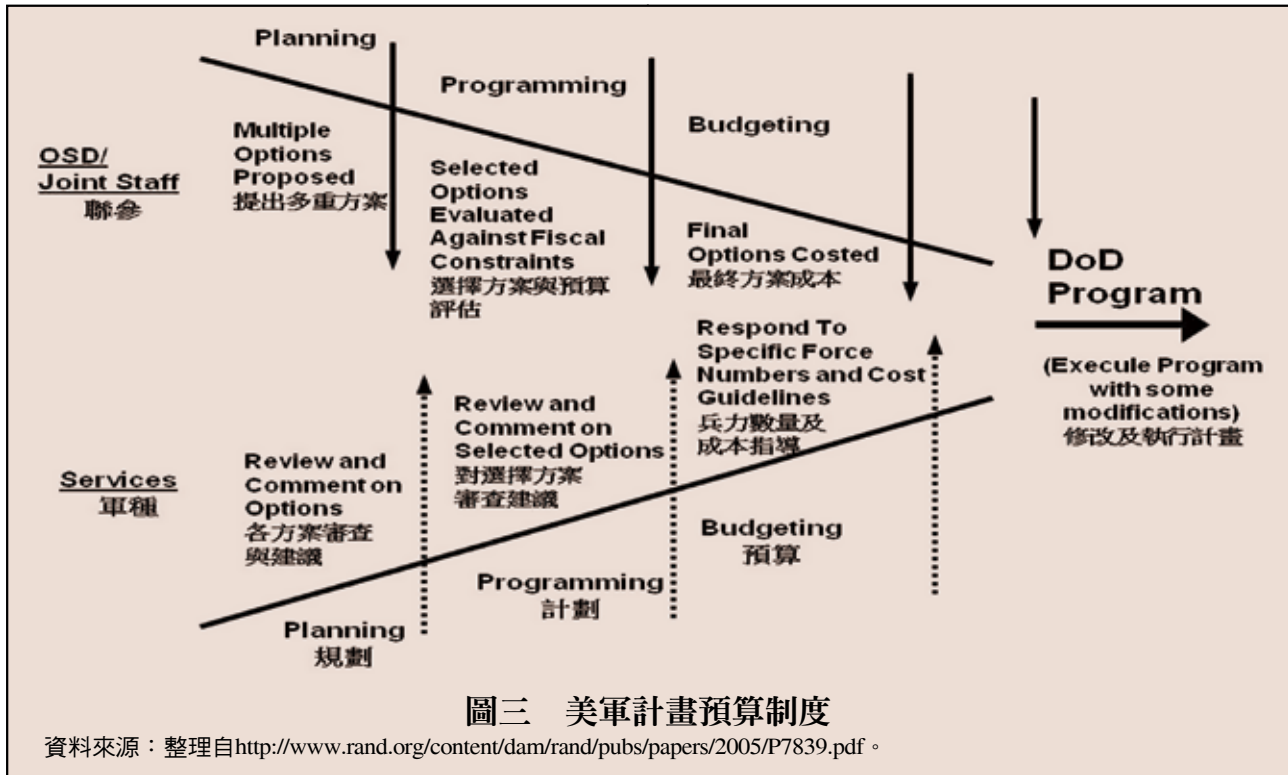 Planning
Programming
Budgeting
OSD/
Joint Staff
聯參
Multiple
Options
Proposed
提出多重方案
Selected
Options
Evaluated
Against Fiscal
Constraints
選擇方案與預算
評估
Final
Options Costed
最終方案成本
DoD
Program
(Execule Program
with some
modifications)
修改及執行計畫
Services
軍種
Review and
Comment on
Options
各方案審查
與建議
Review and
Comment on
Selected Options
對選擇方案
審查建議
Respond To
Specific Force
Numbers and Cost
Guidelines
兵力數量及
成本指導
Planning
規劃
Programming
計劃
Budgeting
預算
圖三 美軍計畫預算制度
資料來源：整理自http://www.rand.org/content/dam/rand/pubs/papers/2005/P7839.pdf。